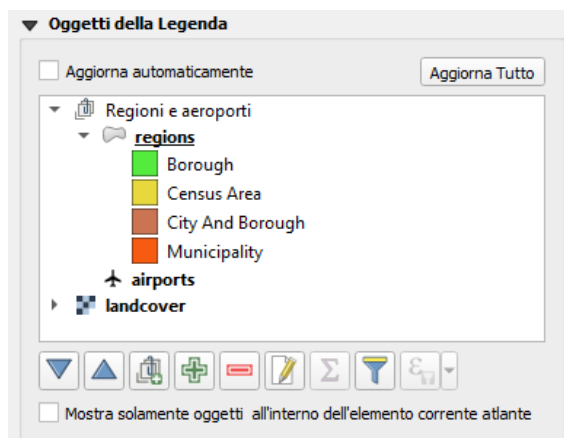 Oggetti della Legenda
Aggiorna automaticamente Aggiorna Tutto
Regioni e aeroporti
regions
Borough
Census Area
City And Borough
Municipality
airports
landcover
Σ ε
Mostra solamente oggetti all'interno dell'elemento corrente atlante